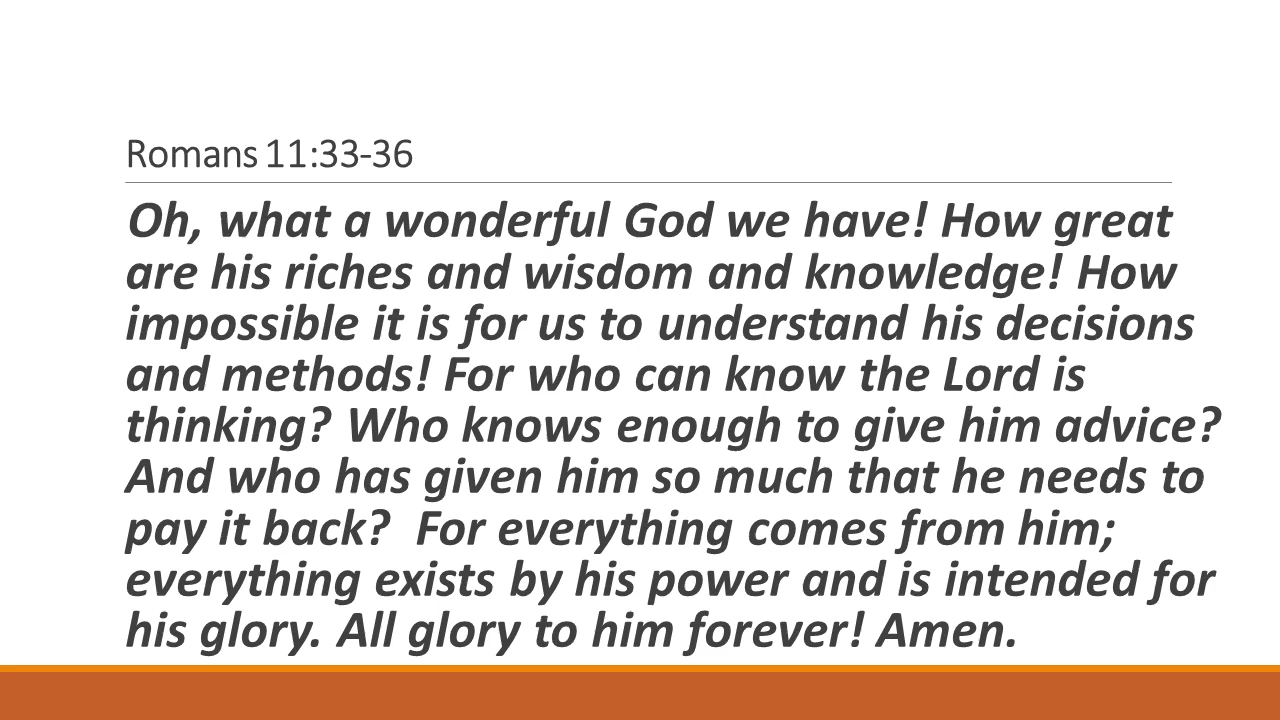 Romans 11:33-36
Oh, what a wonderful God we have! How great
are his riches and wisdom and knowledge! How
impossible it is for us to understand his decisions
and methods! For who can know the Lord is
thinking? Who knows enough to give him advice?
And who has given him so much that he needs to
pay it back?  For everything comes from him;
everything exists by his power and is intended for
his glory. All glory to him forever! Amen.